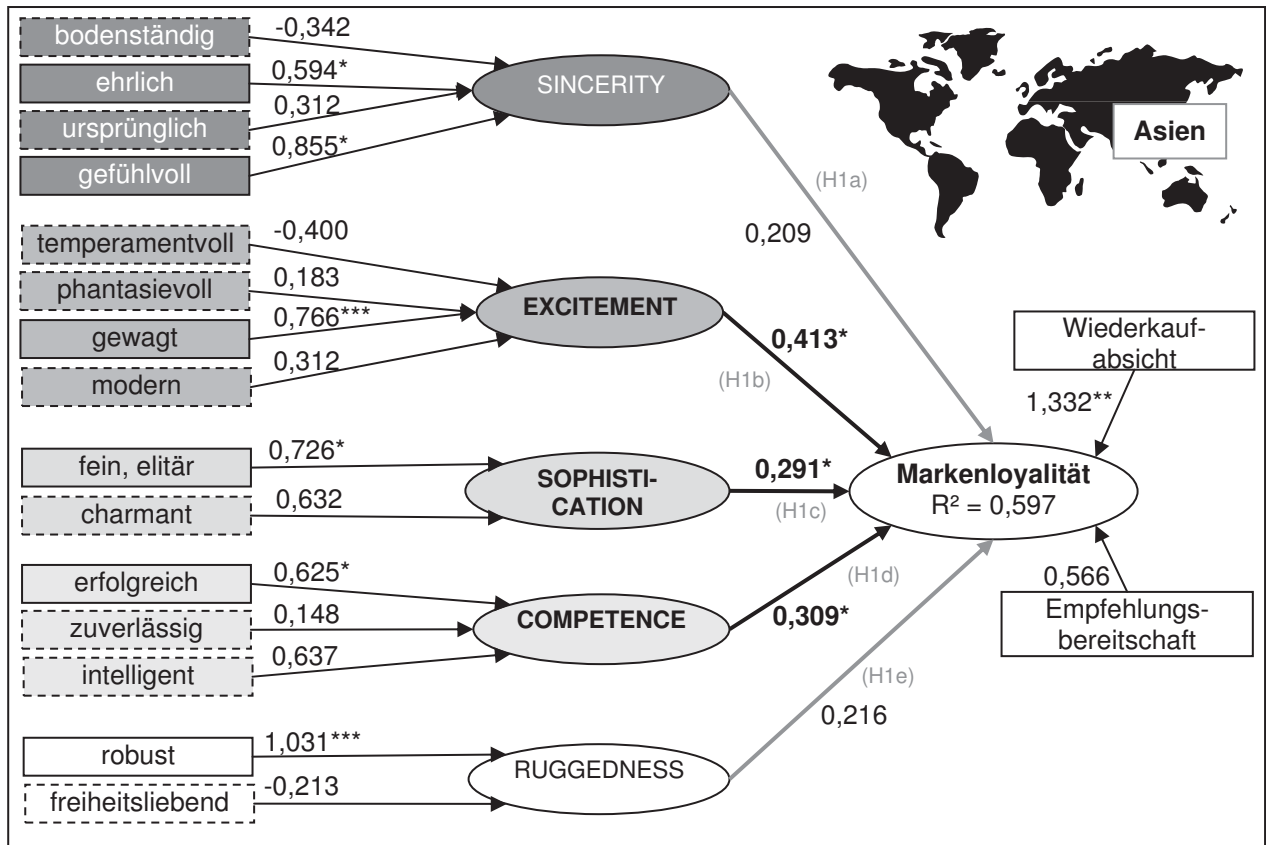 bodenständig
-0,342
ehrlich
0,594*
ursprünglich
0,312
gefühlvoll
0,855*
SINCERITY
(H1a)
0,209
Asien
temperamentvoll
-0,400
phantasievoll
0,183
gewagt
0,766***
modern
0,312
EXCITEMENT
0,413*
(H1b)
fein, elitär
0,726*
charmant
0,632
SOPHISTI-
CATION
0,291*
(H1c)
erfolgreich
0,625*
zuverlässig
0,148
intelligent
0,637
COMPETENCE
(H1d)
0,309*
robust
1,031***
freiheitsliebend
-0,213
RUGGEDNESS
(H1e)
0,216
Markenloyalität
R² = 0,597
Wiederkauf-
absicht
1,332**
0,566
Empfehlungs-
bereitschaft